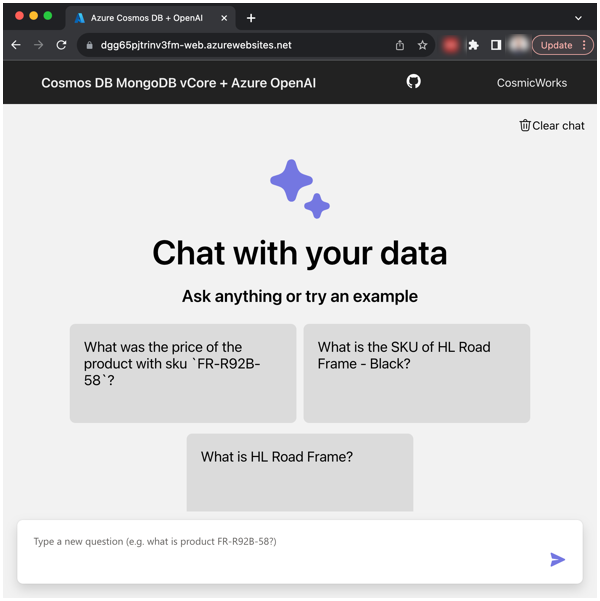 Azure Cosmos DB + OpenAI
dgg65pjtrinv3fm-web.azurewebsites.net
Update
Cosmos DB MongoDB vCore + Azure OpenAI
CosmicWorks
Clear chat
Chat with your data
Ask anything or try an example
What was the price of the
product with sku `FR-R92B-
58`?
What is the SKU of HL Road
Frame - Black?
What is HL Road Frame?
Type a new question (e.g. what is product FR-R92B-58?)